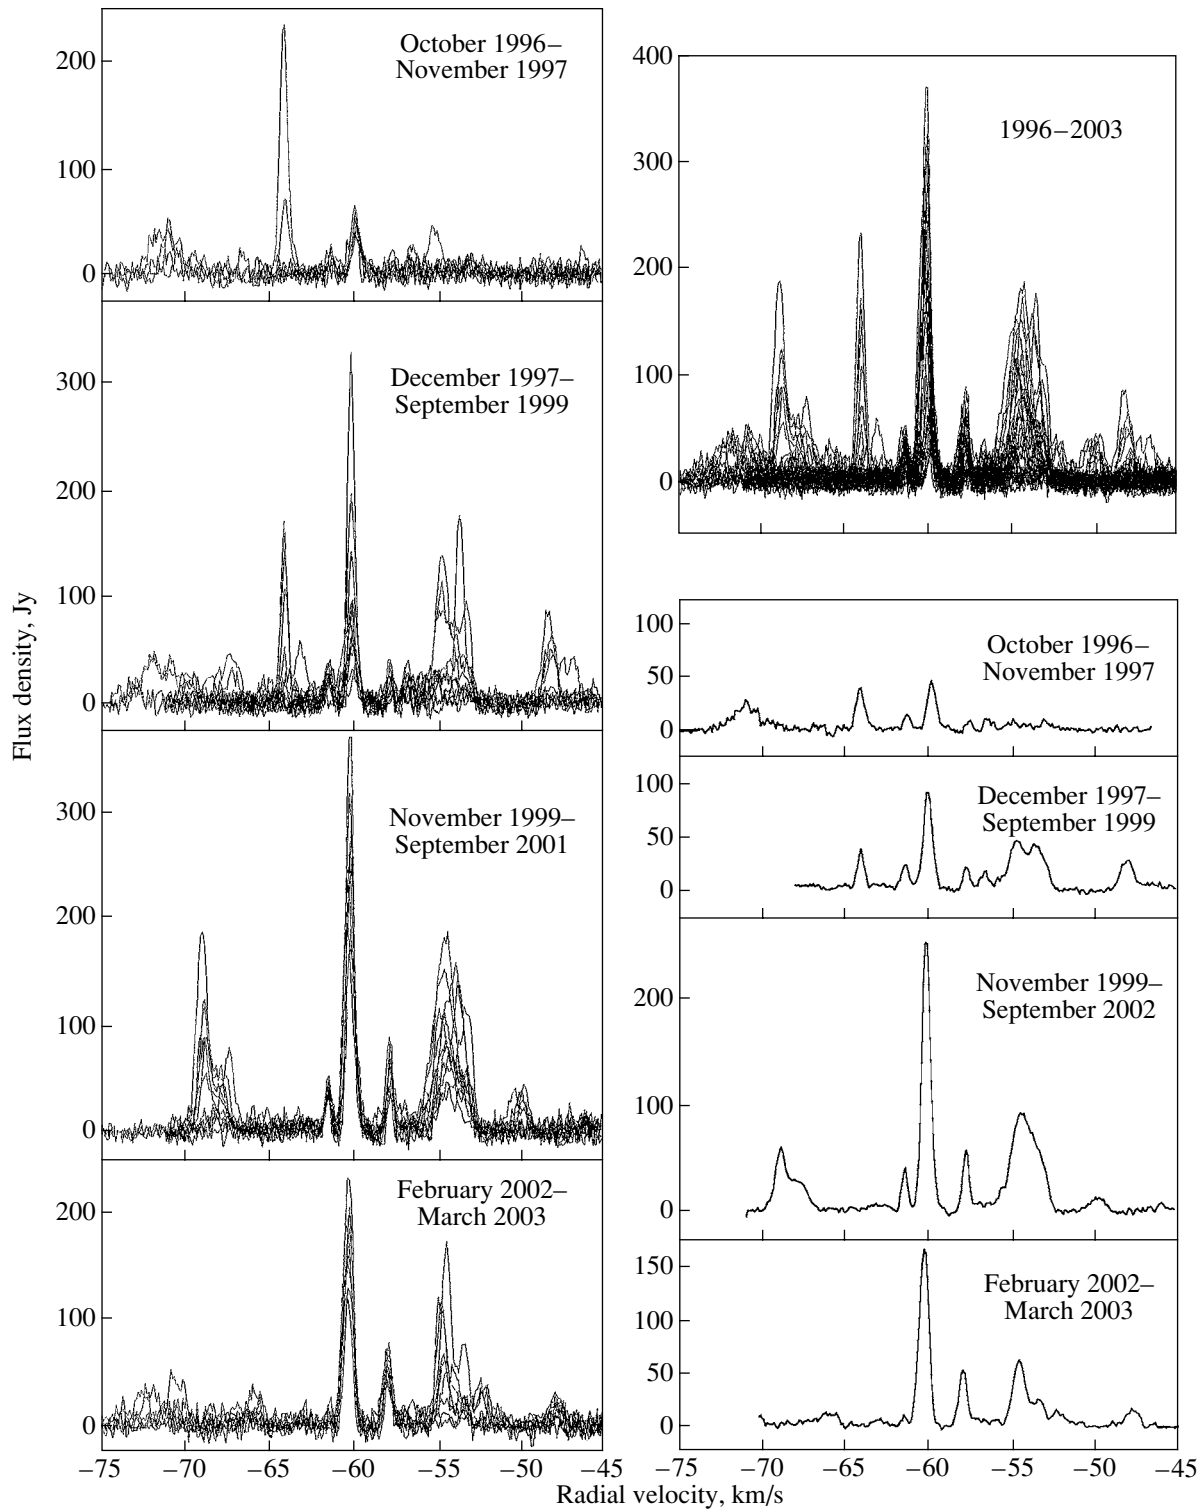 October 1996–
November 1997
200
100
0
December 1997–
September 1999
300
200
100
0
November 1999–
September 2001
300
200
100
0
February 2002–
March 2003
200
100
0
−75
−70
−65
−60
−55
−50
−45
400
1996–2003
300
200
100
0
100
October 1996–
November 1997
50
0
100
December 1997–
September 1999
50
0
November 1999–
September 2002
200
100
0
150
February 2002–
March 2003
100
50
0
−75
−70
−65
−60
−55
−50
−45
Flux density, Jy
Radial velocity, km/s